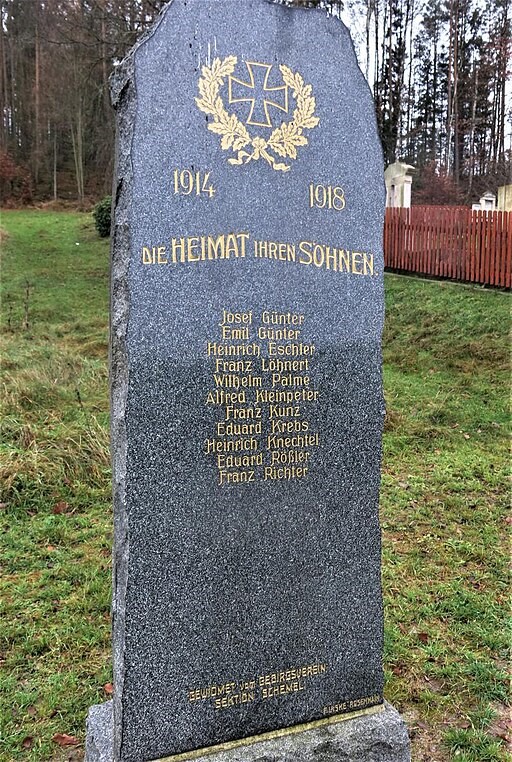 1914 1918
DIE HEIMAT IHREN SÖHNEN
Josef Günter
Emil Günter
Heinrich Eschler
Franz Löhnert
Wilhelm Palme
Alfred Kleinpeter
Franz Kunz
Eduard Krebs
Heinrich Knechtel
Eduard Rößler
Franz Richter
GEWIDMET VOM GEBIRGSVEREIN
SEKTION SCHEMEL